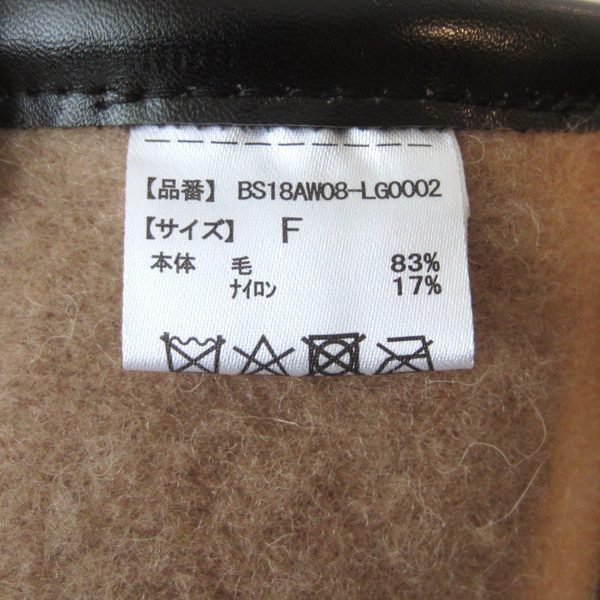 【品番】 BS18AW08-LG0002
【サイズ】 F
本体 毛 83%
ナイロン 17%